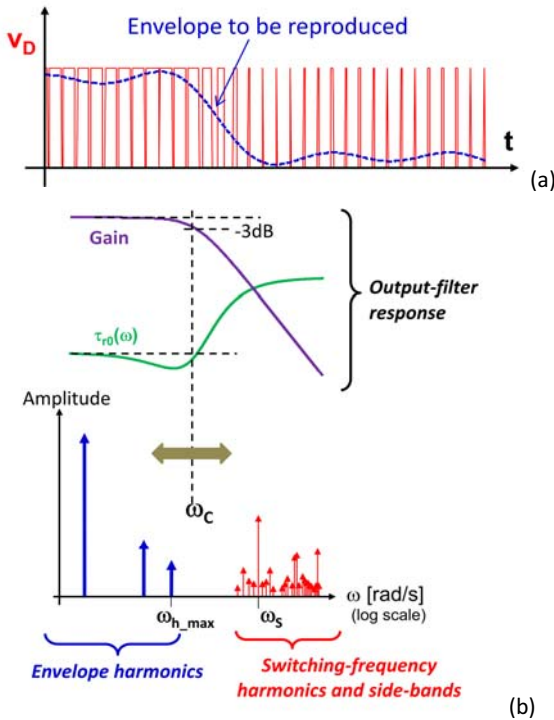 Envelope to be reproduced
v_D
t
(a)
Gain
-3dB
Output-filter
response
τ_r0(ω)
Amplitude
ω_C
ω [rad/s]
(log scale)
ω_h_max
ω_S
Envelope harmonics
Switching-frequency
harmonics and side-bands
(b)